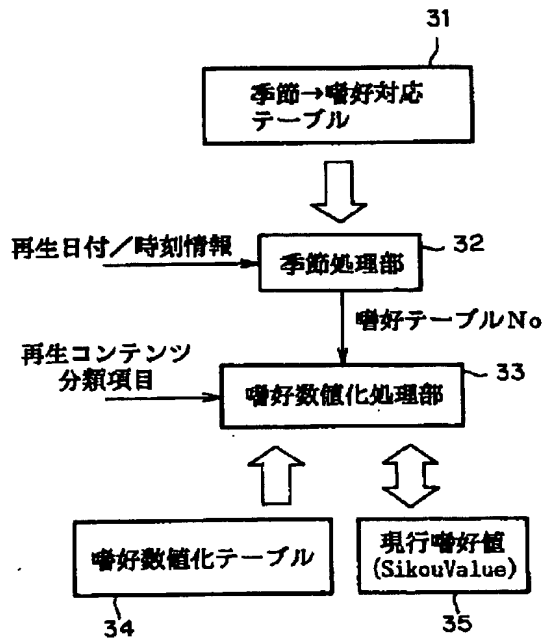 31
季節→嗜好対応
テーブル
再生日付／時刻情報
季節処理部
32
嗜好テーブルNo
再生コンテンツ
分類項目
33
嗜好数値化処理部
嗜好数値化テーブル
現行嗜好値
(SikouValue)
34
35